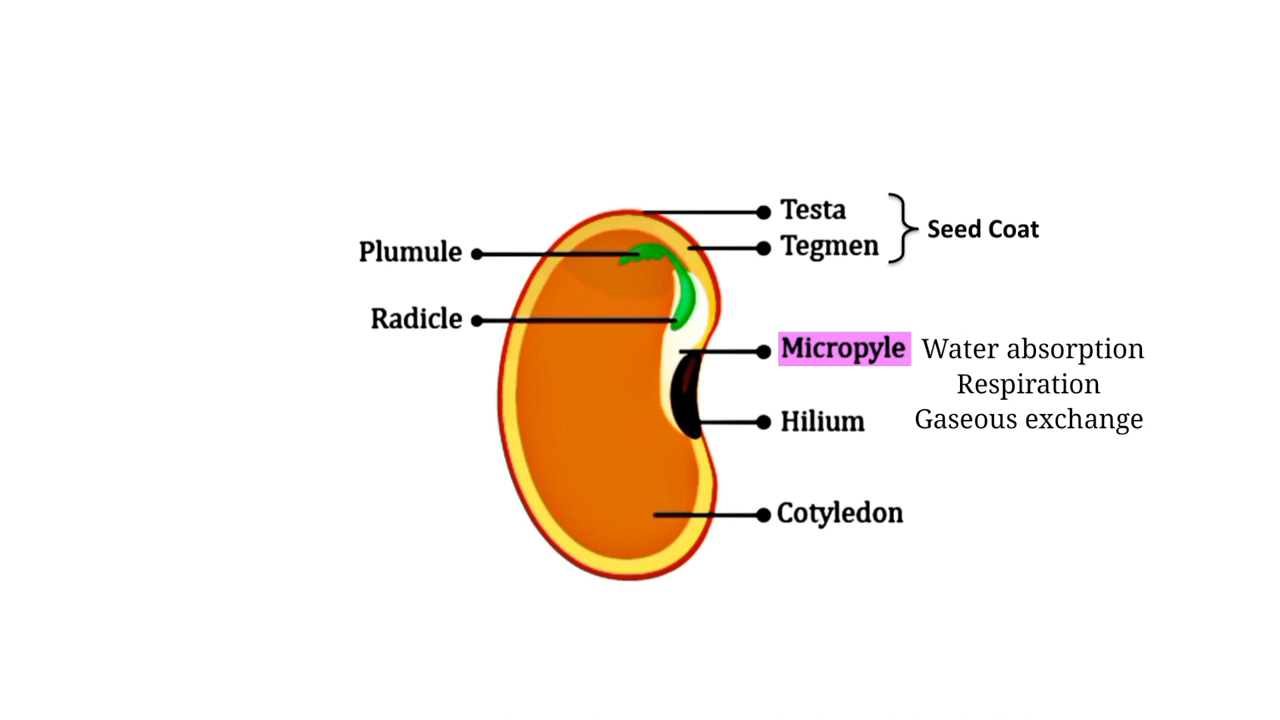 Testa
Tegmen
Seed Coat
Plumule
Radicle
Micropyle Water absorption
Respiration
Gaseous exchange
Hilium
Cotyledon